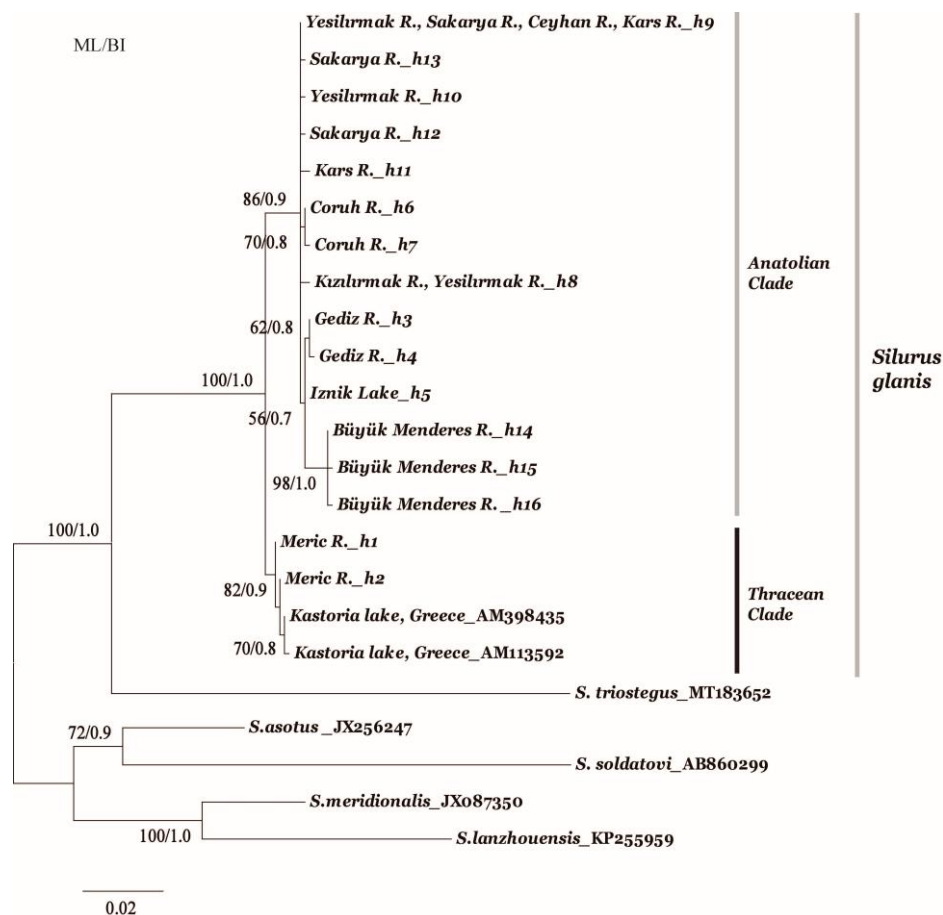 ML/BI
Yesilırmak R., Sakarya R., Ceyhan R., Kars R._h9
Sakarya R._h13
Yesilırmak R._h10
Sakarya R._h12
Kars R._h11
86/0.9
Coruh R._h6
70/0.8
Coruh R._h7
Kızılırmak R., Yesilırmak R._h8
Anatolian
Clade
62/0.8
Gediz R._h3
Gediz R._h4
Silurus
glanis
100/1.0
Iznik Lake_h5
56/0.7
Büyük Menderes R._h14
Büyük Menderes R._h15
98/1.0
Büyük Menderes R._h16
100/1.0
Meric R._h1
Meric R._h2
82/0.9
Thracean
Clade
Kastoria lake, Greece_AM398435
70/0.8
Kastoria lake, Greece_AM113592
S. triostegus_MT183652
72/0.9
S.asotus _JX256247
S. soldatovi_AB860299
S.meridionalis_JX087350
100/1.0
S.lanzhouensis_KP255959
0.02